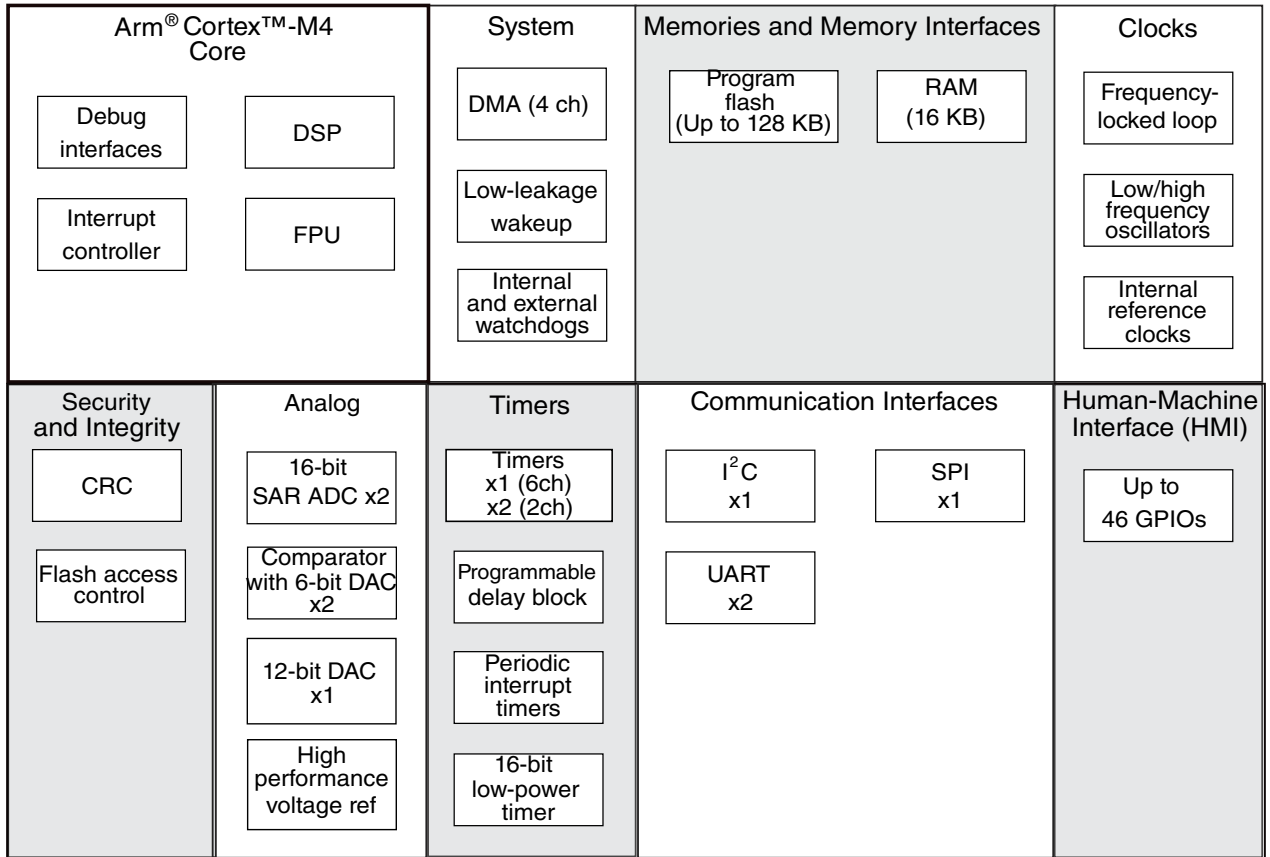 Arm® Cortex™-M4
Core
Debug
interfaces
DSP
Interrupt
controller
FPU
System
DMA (4 ch)
Low-leakage
wakeup
Internal
and external
watchdogs
Memories and Memory Interfaces
Program
flash
(Up to 128 KB)
RAM
(16 KB)
Clocks
Frequency-
locked loop
Low/high
frequency
oscillators
Internal
reference
clocks
Security
and Integrity
CRC
Flash access
control
Analog
16-bit
SAR ADC x2
Comparator
with 6-bit DAC
x2
12-bit DAC
x1
High
performance
voltage ref
Timers
Timers
x1 (6ch)
x2 (2ch)
Programmable
delay block
Periodic
interrupt
timers
16-bit
low-power
timer
Communication Interfaces
I²C
x1
SPI
x1
UART
x2
Human-Machine
Interface (HMI)
Up to
46 GPIOs